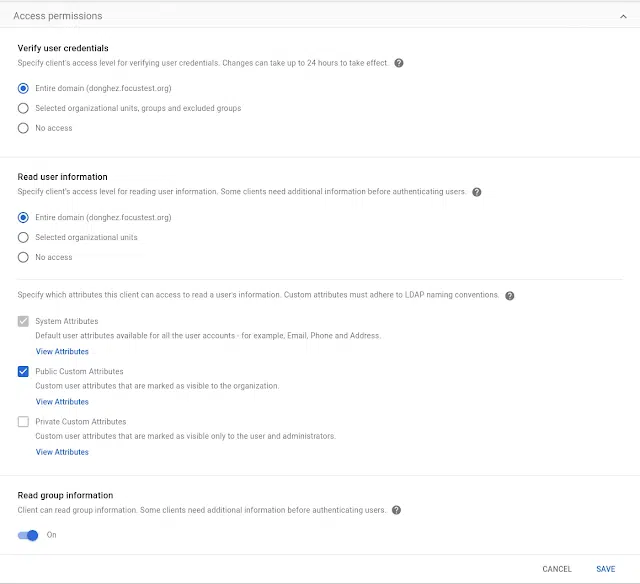 Access permissions
Verify user credentials
Specify client's access level for verifying user credentials. Changes can take up to 24 hours to take effect. ?
Entire domain (donghez.focustest.org)
Selected organizational units, groups and excluded groups
No access
Read user information
Specify client's access level for reading user information. Some clients need additional information before authenticating users. ?
Entire domain (donghez.focustest.org)
Selected organizational units
No access
Specify which attributes this client can access to read a user's information. Custom attributes must adhere to LDAP naming conventions. ?
System Attributes
Default user attributes available for all the user accounts - for example, Email, Phone and Address.
View Attributes
Public Custom Attributes
Custom user attributes that are marked as visible to the organization.
View Attributes
Private Custom Attributes
Custom user attributes that are marked as visible only to the user and administrators.
View Attributes
Read group information
Client can read group information. Some clients need additional information before authenticating users. ?
On
CANCEL SAVE